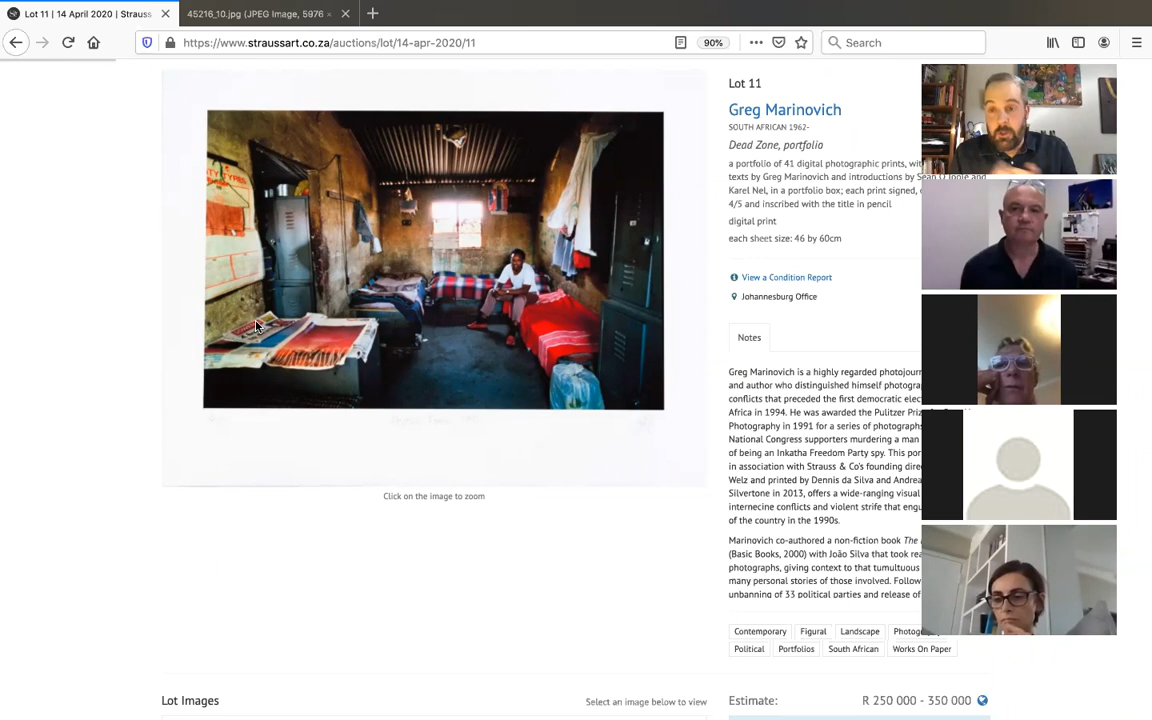 Lot 11 | 14 April 2020 | Strauss
45216_10.jpg (JPEG Image, 5976
https://www.straussart.co.za/auctions/lot/14-apr-2020/11
90%
Search
Lot 11
Greg Marinovich
SOUTH AFRICAN 1962-
Dead Zone, portfolio
a portfolio of 41 digital photographic prints, wit
texts by Greg Marinovich and introductions by Sean O'Toole and
Karel Nel, in a portfolio box; each print signed,
4/5 and inscribed with the title in pencil
digital print
each sheet size: 46 by 60cm
View a Condition Report
Johannesburg Office
Notes
Greg Marinovich is a highly regarded photojourn
and author who distinguished himself photogra
conflicts that preceded the first democratic elec
Africa in 1994. He was awarded the Pulitzer Priz
Photography in 1991 for a series of photographs
National Congress supporters murdering a man
of being an Inkatha Freedom Party spy. This por
in association with Strauss & Co's founding direc
Welz and printed by Dennis da Silva and Andrea
Silvertone in 2013, offers a wide-ranging visual
internecine conflicts and violent strife that engu
of the country in the 1990s.
Marinovich co-authored a non-fiction book The
(Basic Books, 2000) with João Silva that took rea
photographs, giving context to that tumultuous
many personal stories of those involved. Follow
unbanning of 33 political parties and release of
Contemporary Figural Landscape Photography
Political Portfolios South African Works On Paper
Click on the image to zoom
Lot Images
Select an image below to view
Estimate: R 250 000 - 350 000